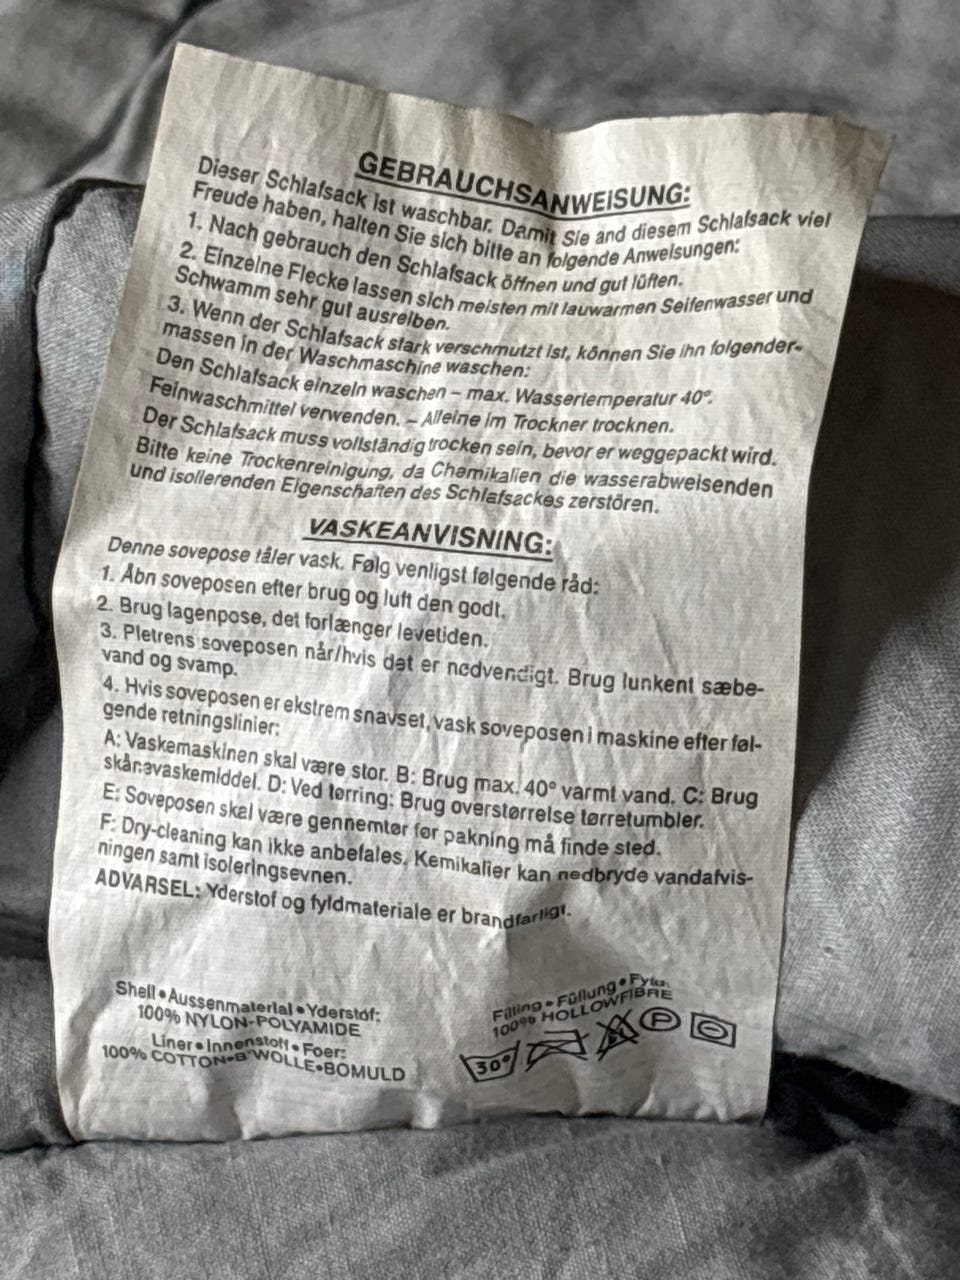 GEBRAUCHSANWEISUNG:
Dieser Schlafsack ist waschbar. Damit Sie and diesem Schlafsack viel
Freude haben, halten Sie sich bitte an folgende Anweisungen:
1. Nach gebrauch den Schlafsack öffnen und gut lüften.
2. Einzelne Flecke lassen sich meisten mit lauwarmen Seifenwasser und
Schwamm sehr gut ausreiben.
3. Wenn der Schlafsack stark verschmutzt ist, können Sie ihn folgender-
massen in der Waschmaschine waschen:
Den Schlafsack einzeln waschen – max. Wassertemperatur 40°.
Feinwaschmittel verwenden. – Alleine im Trockner trocknen.
Der Schlafsack muss vollständig trocken sein, bevor er weggepackt wird.
Bitte keine Trockenreinigung, da Chemikalien die wasserabweisenden
und isolierenden Eigenschaften des Schlafsackes zerstören.
VASKEANVISNING:
Denne sovepose tåler vask. Følg venligst følgende råd:
1. Åbn soveposen efter brug og luft den godt.
2. Brug lagenpose, det forlænger levetiden.
3. Pletrens soveposen når/hvis det er nødvendigt. Brug lunkent sæbe-
vand og svamp.
4. Hvis soveposen er ekstrem snavset, vask soveposen i maskine efter føl-
gende retningslinier:
A: Vaskemaskinen skal være stor. B: Brug max. 40° varmt vand. C: Brug
skånevaskemiddel. D: Ved tørring: Brug overstørrelse tørretumbler.
E: Soveposen skal være gennemtør før pakning må finde sted.
F: Dry-cleaning kan ikke anbefales, Kemikalier kan nedbryde vandafvis-
ningen samt isoleringsevnen.
ADVARSEL: Yderstof og fyldmateriale er brandfarligt.
Shell • Aussenmaterial • Yderstof:
100% NYLON-POLYAMIDE
Liner • Innenstoff • Foer:
100% COTTON-B'WOLLE•BOMULD
Filling • Füllung •
100% HOLLOWFIBRE
30° P